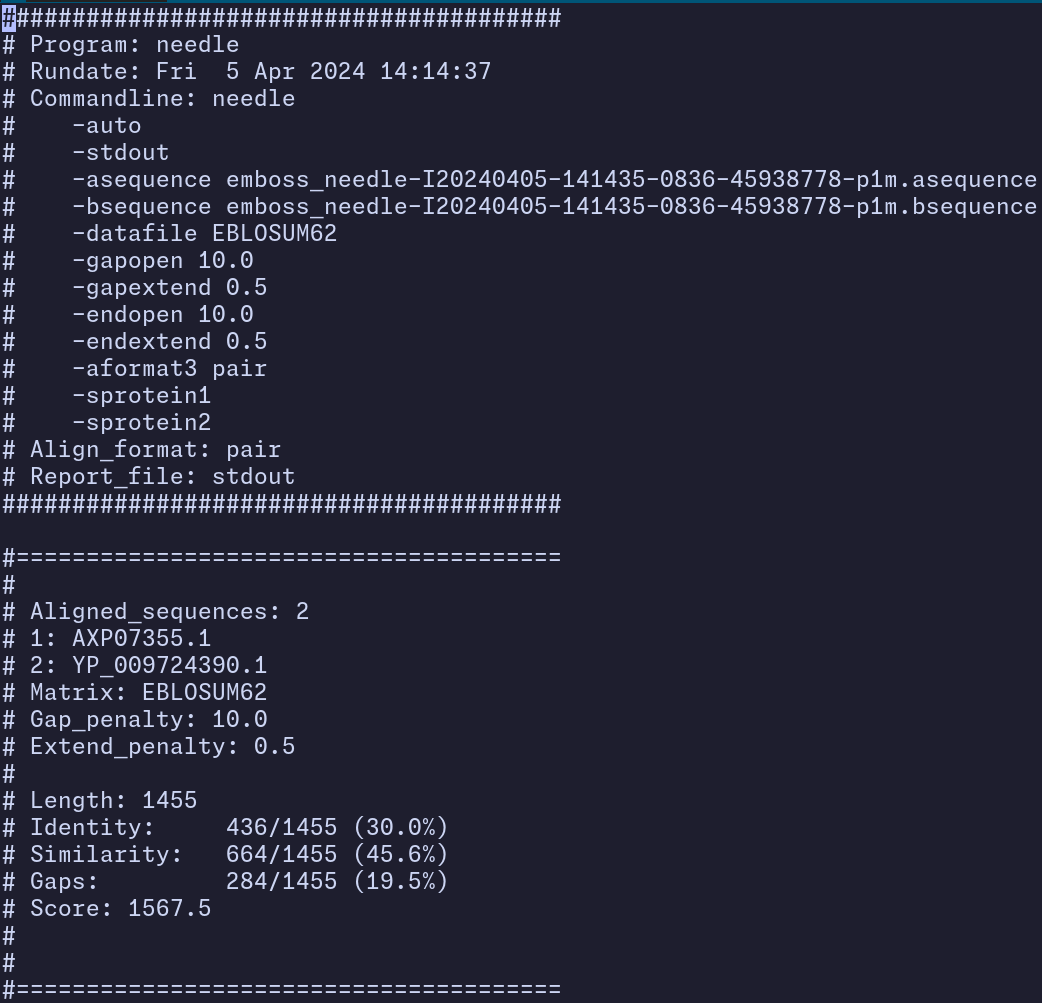 ########################################
# Program: needle
# Rundate: Fri  5 Apr 2024 14:14:37
# Commandline: needle
#    -auto
#    -stdout
#    -asequence emboss_needle-I20240405-141435-0836-45938778-p1m.asequence
#    -bsequence emboss_needle-I20240405-141435-0836-45938778-p1m.bsequence
#    -datafile EBLOSUM62
#    -gapopen 10.0
#    -gapextend 0.5
#    -endopen 10.0
#    -endextend 0.5
#    -aformat3 pair
#    -sprotein1
#    -sprotein2
# Align_format: pair
# Report_file: stdout
########################################

#=======================================
#
# Aligned_sequences: 2
# 1: AXP07355.1
# 2: YP_009724390.1
# Matrix: EBLOSUM62
# Gap_penalty: 10.0
# Extend_penalty: 0.5
#
# Length: 1455
# Identity:     436/1455 (30.0%)
# Similarity:   664/1455 (45.6%)
# Gaps:         284/1455 (19.5%)
# Score: 1567.5
#
#
#=======================================